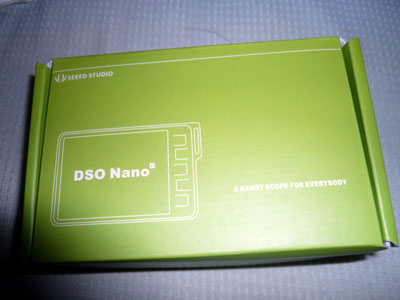 SEEED STUDIO
DSO Nano
A HANDY SCOPE FOR EVERYBODY